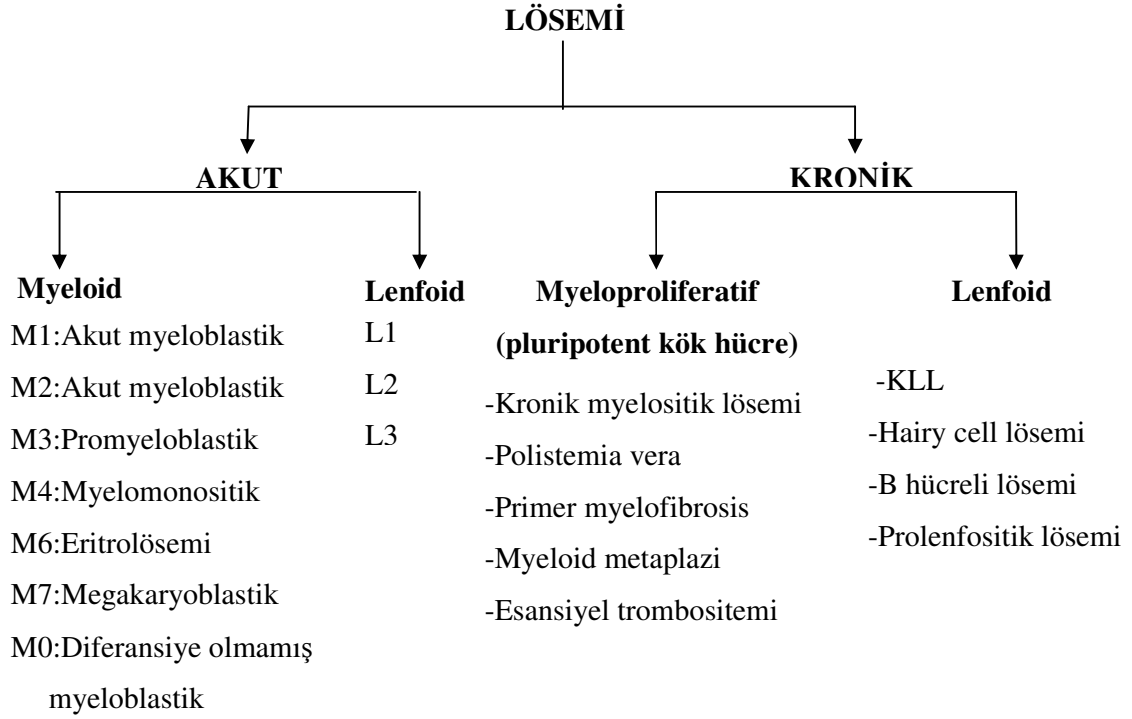 LÖSEMİ
AKUT
KRONİK
Myeloid
M1:Akut myeloblastik
M2:Akut myeloblastik
M3:Promyeloblastik
M4:Myelomonositik
M6:Eritrolösemi
M7:Megakaryoblastik
M0:Diferansiye olmamış
myeloblastik
Lenfoid
L1
L2
L3
Myeloproliferatif
(pluripotent kök hücre)
-Kronik myelositik lösemi
-Polistemia vera
-Primer myelofibrosis
-Myeloid metaplazi
-Esansiyel trombositemi
Lenfoid
-KLL
-Hairy cell lösemi
-B hücreli lösemi
-Prolenfositik lösemi